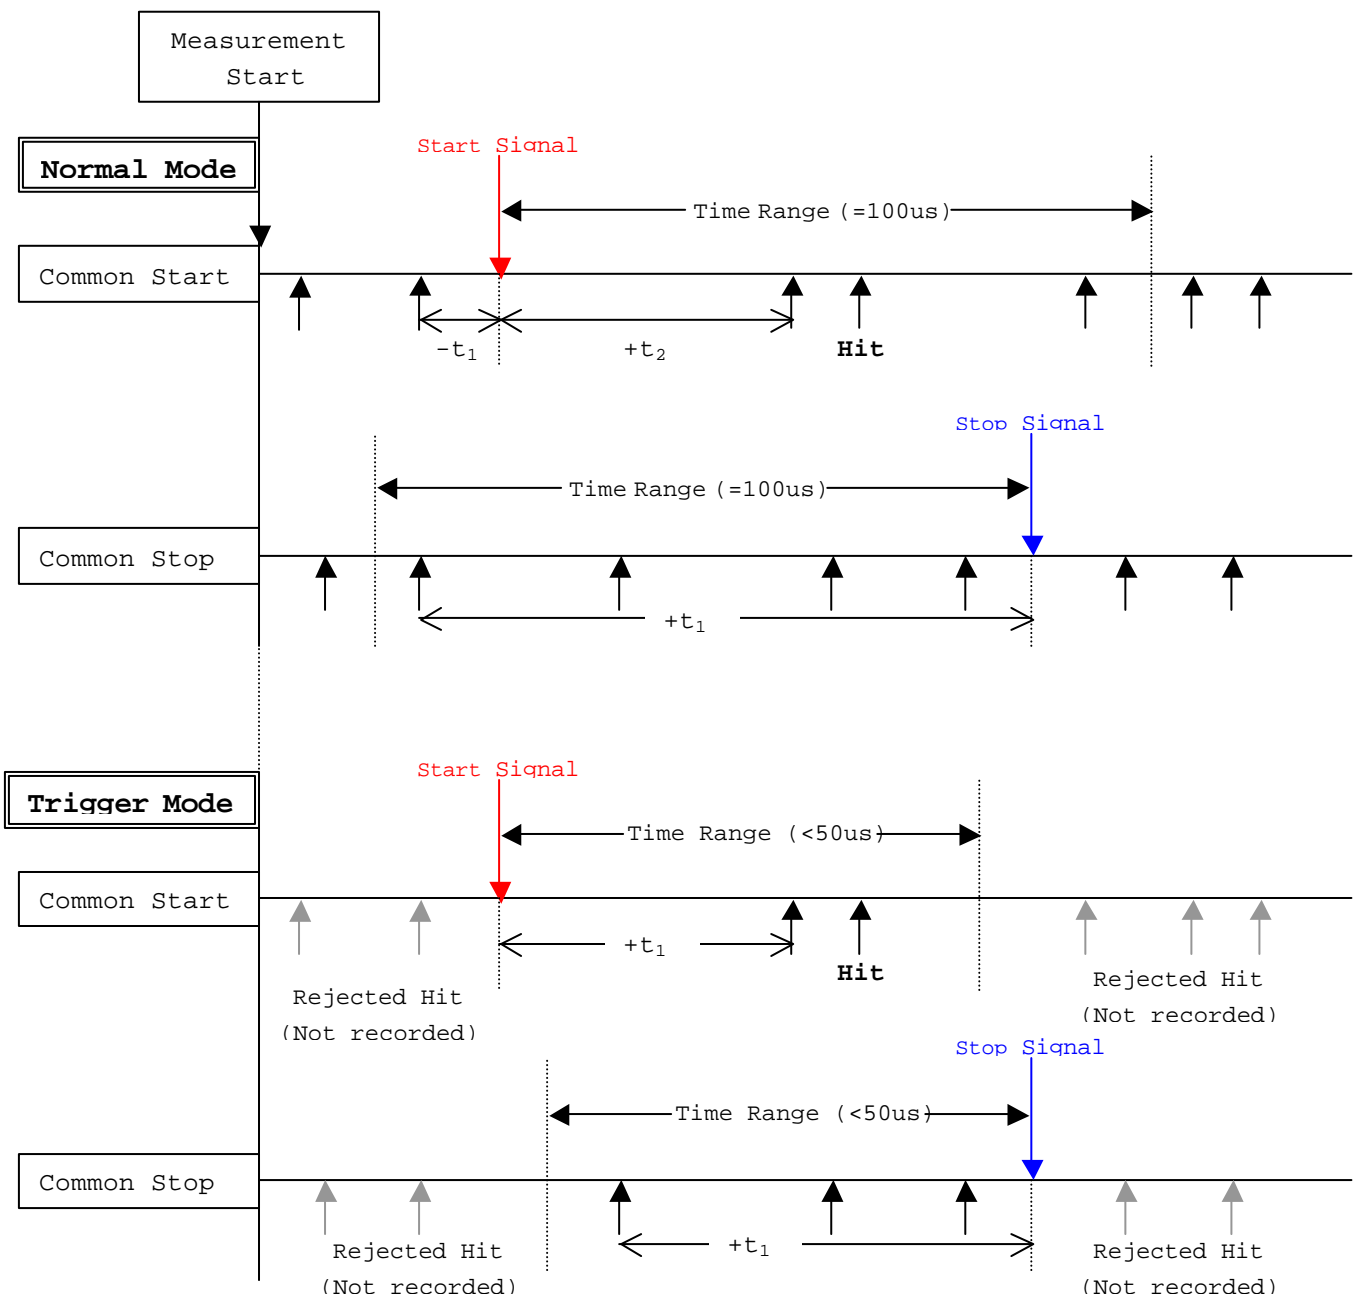 Measurement
Start
Normal Mode
Start Signal
Time Range (=100us)
Common Start
-t₁
+t₂
Hit
Stop Signal
Time Range (=100us)
Common Stop
+t₁
Start Signal
Trigger Mode
Time Range (<50us)
Common Start
+t₁
Hit
Rejected Hit
(Not recorded)
Rejected Hit
(Not recorded)
Stop Signal
Time Range (<50us)
Common Stop
+t₁
Rejected Hit
(Not recorded)
Rejected Hit
(Not recorded)